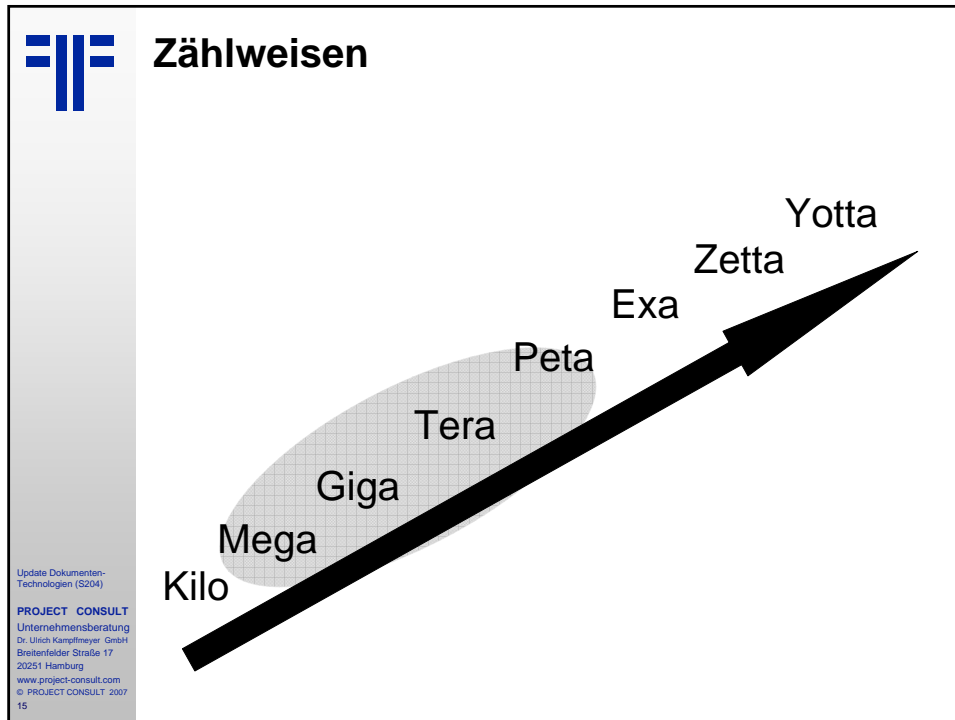 Zählweisen
Yotta
Zetta
Exa
Peta
Tera
Giga
Mega
Kilo
Update Dokumenten-
Technologien (S204)
PROJECT CONSULT
Unternehmensberatung
Dr. Ulrich Kampffmeyer GmbH
Breitenfelder Straße 17
20251 Hamburg
www.project-consult.com
© PROJECT CONSULT 2007
15